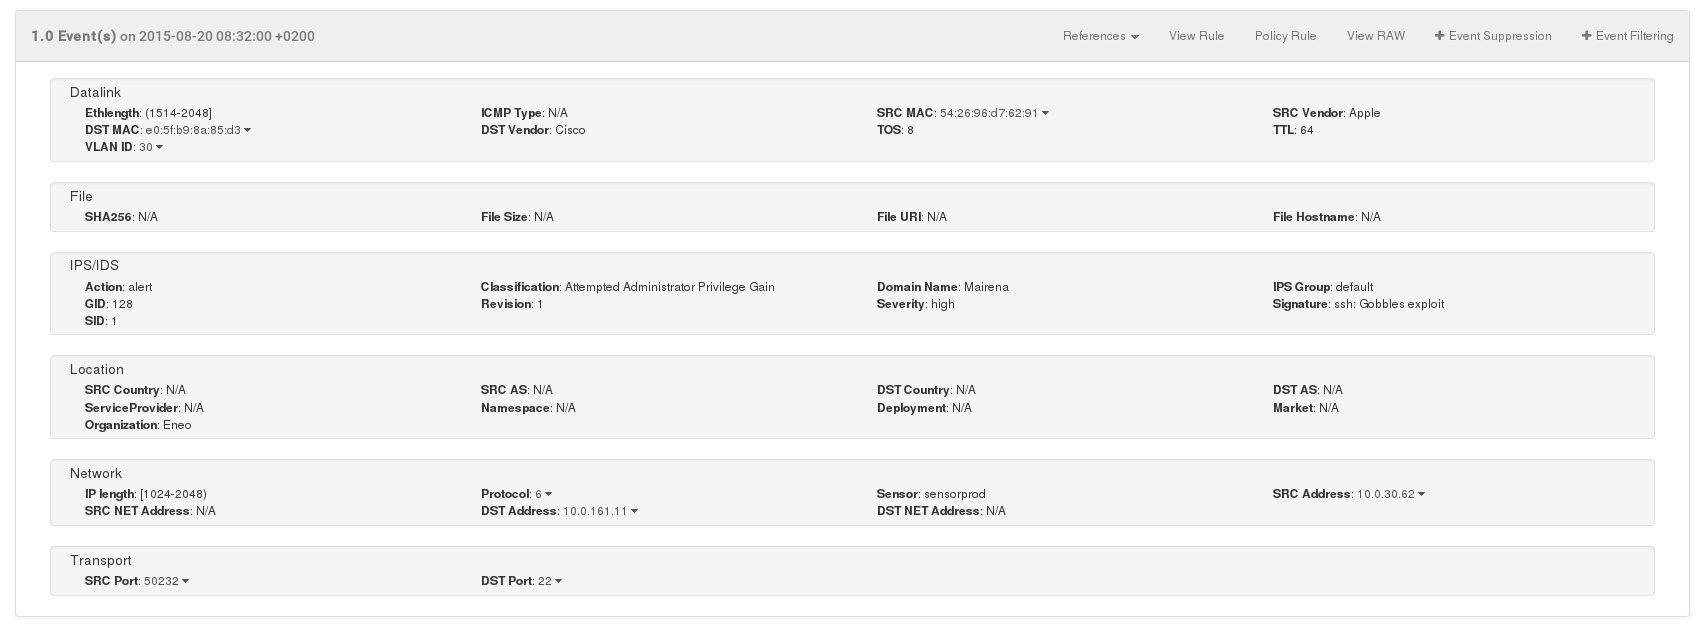 1.0 Event(s) on 2015-08-20 08:32:00 +0200 References View Rule Policy Rule View RAW + Event Suppression + Event Filtering
Datalink
Ethlength: (1514-2048] ICMP Type: N/A SRC MAC: 54:26:96:d7:62:91 SRC Vendor: Apple
DST MAC: e0:5f:b9:8a:85:d3 DST Vendor: Cisco TOS: 8 TTL: 64
VLAN ID: 30
File
SHA256: N/A File Size: N/A File URI: N/A File Hostname: N/A
IPS/IDS
Action: alert Classification: Attempted Administrator Privilege Gain Domain Name: Mairena IPS Group: default
GID: 128 Revision: 1 Severity: high Signature: ssh: Gobbles exploit
SID: 1
Location
SRC Country: N/A SRC AS: N/A DST Country: N/A DST AS: N/A
ServiceProvider: N/A Namespace: N/A Deployment: N/A Market: N/A
Organization: Eneo
Network
IP length: [1024-2048) Protocol: 6 Sensor: sensorprod SRC Address: 10.0.30.62
SRC NET Address: N/A DST Address: 10.0.161.11 DST NET Address: N/A
Transport
SRC Port: 50232 DST Port: 22